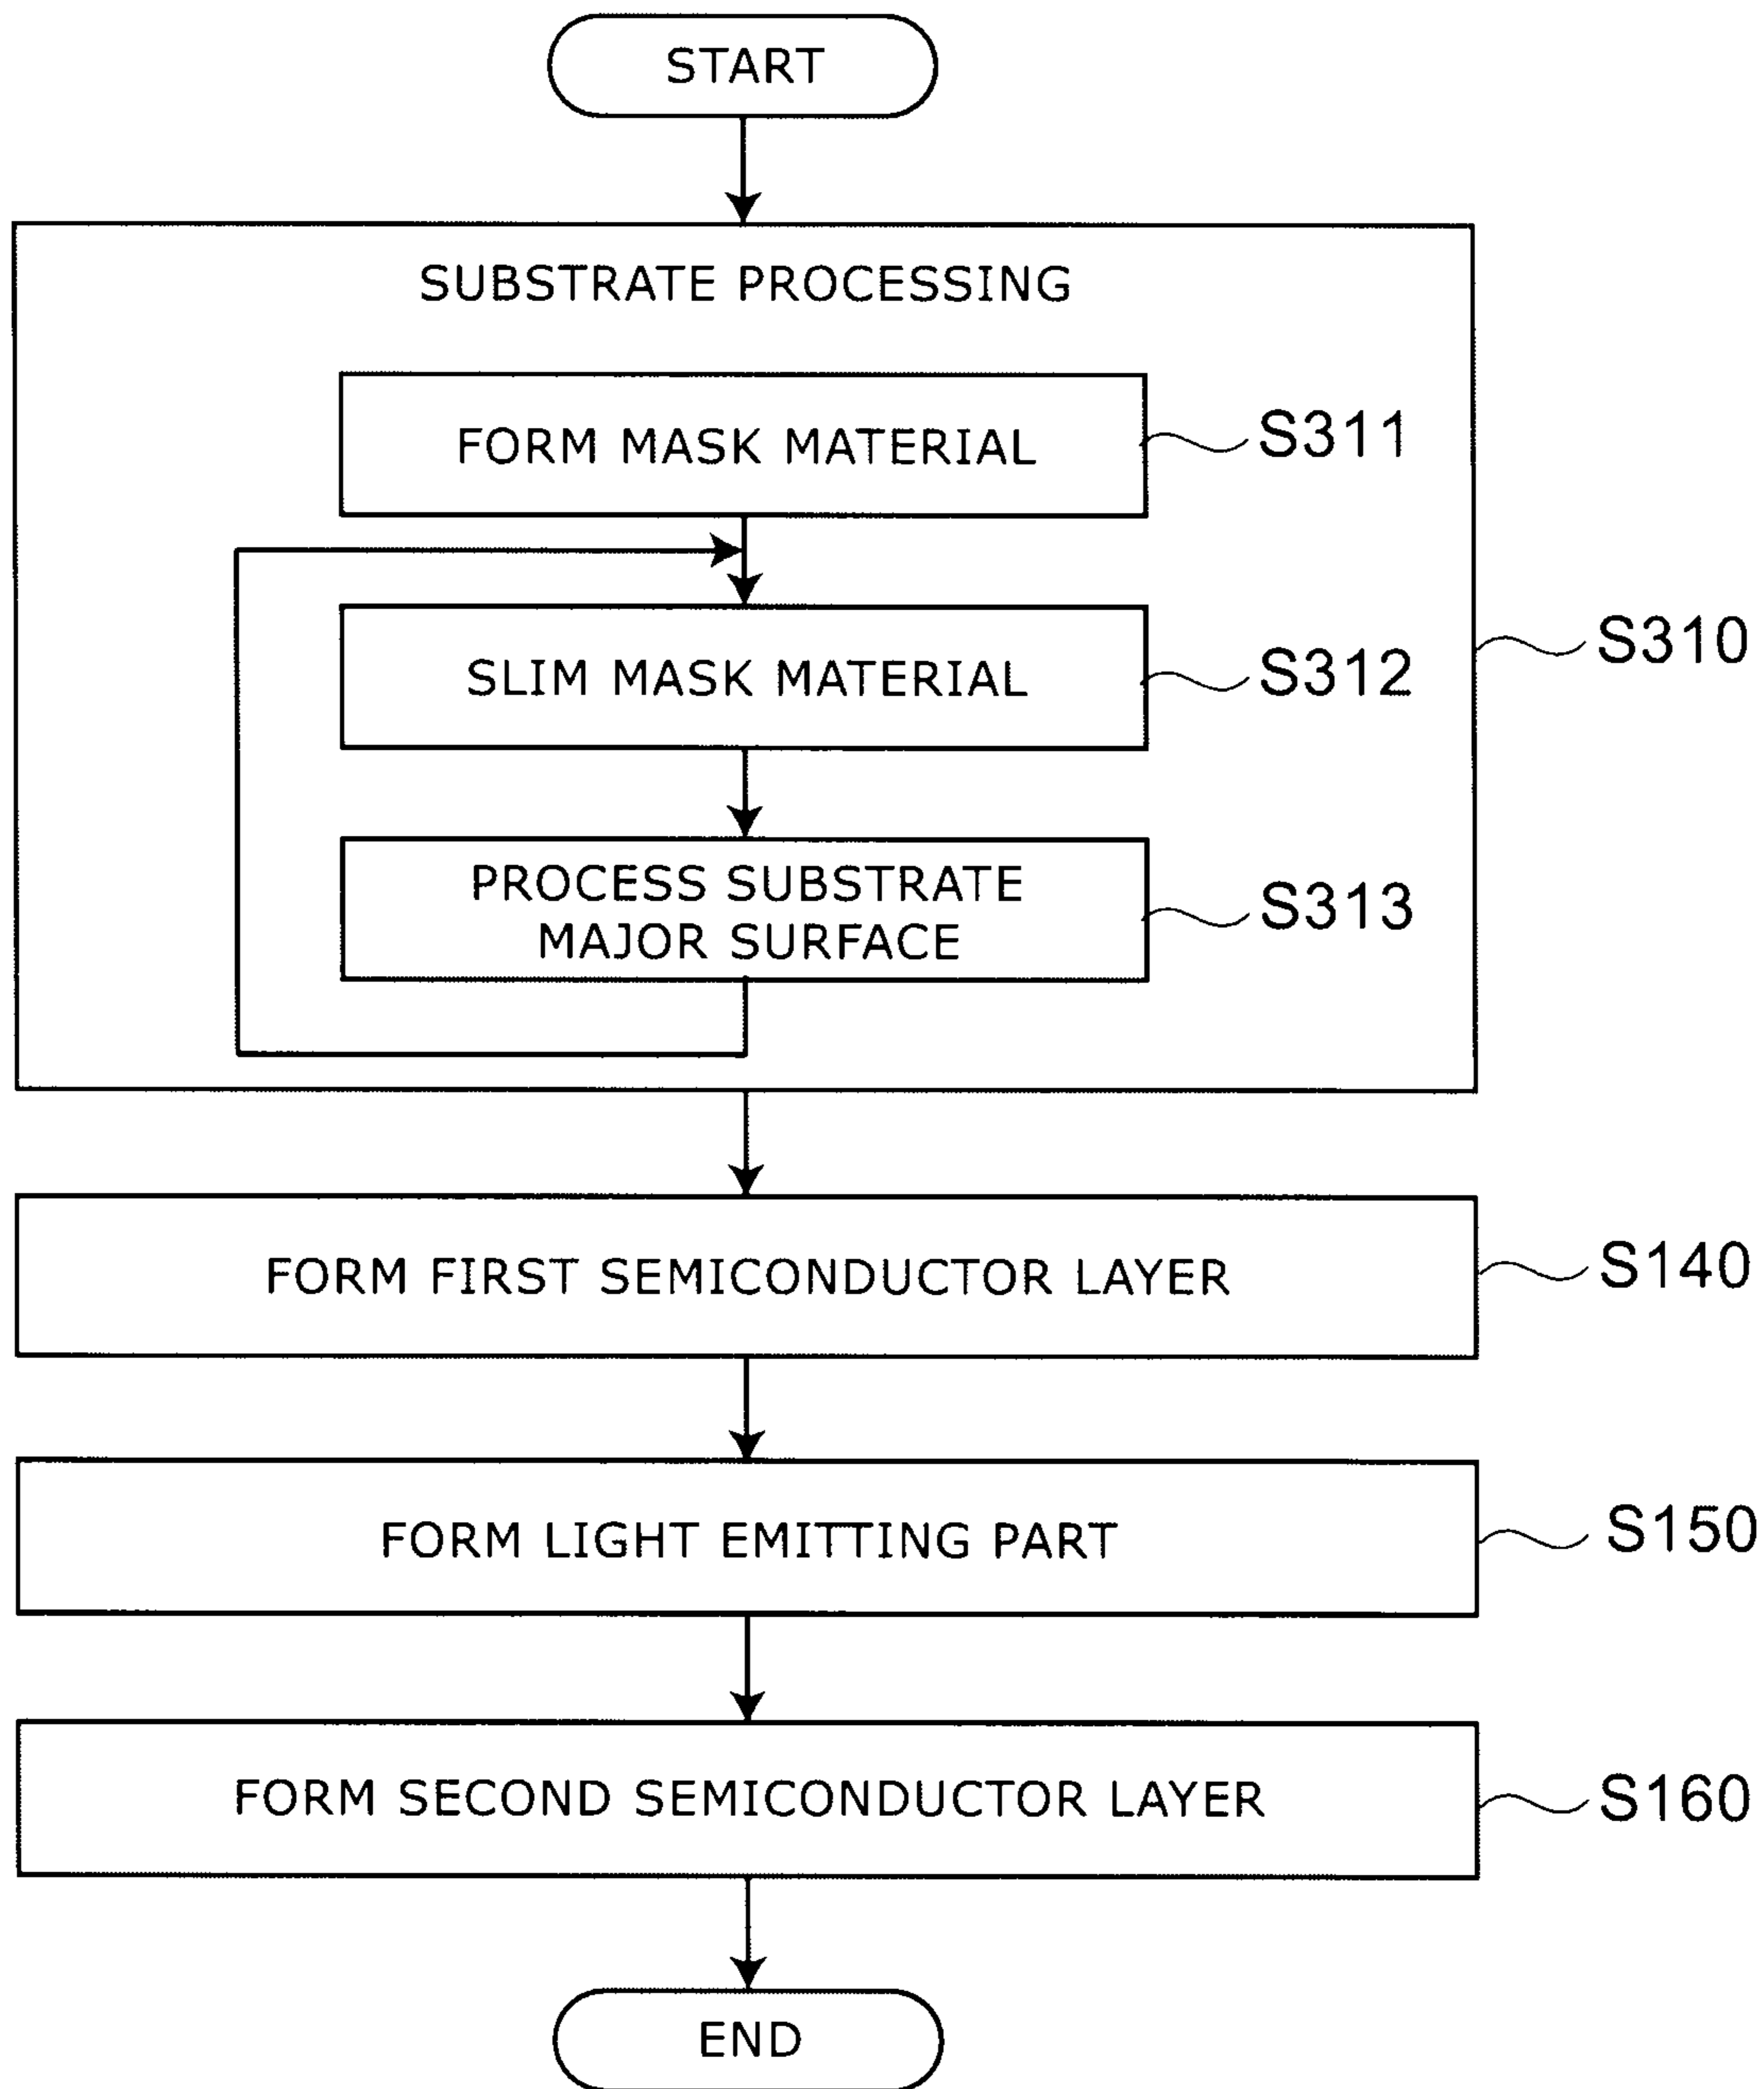 START
SUBSTRATE PROCESSING
FORM MASK MATERIAL
S311
SLIM MASK MATERIAL
S312
S310
PROCESS SUBSTRATE
MAJOR SURFACE
S313
FORM FIRST SEMICONDUCTOR LAYER
S140
FORM LIGHT EMITTING PART
S150
FORM SECOND SEMICONDUCTOR LAYER
S160
END